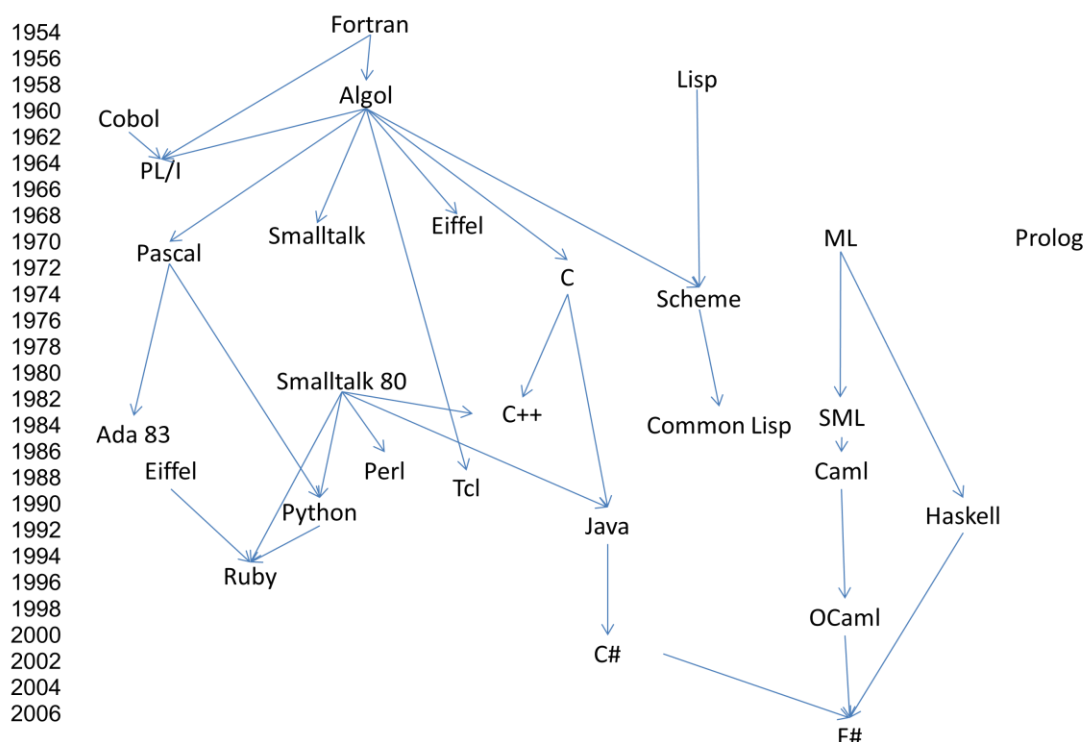 1954
Fortran
1956
1958
Lisp
Algol
1960
Cobol
1962
1964
PL/I
1966
1968
Eiffel
Smalltalk
1970
ML
Prolog
Pascal
1972
C
1974
Scheme
1976
1978
1980
Smalltalk 80
1982
C++
SML
1984
Common Lisp
Ada 83
1986
Eiffel
Perl
Caml
1988
Tcl
1990
Python
Haskell
1992
Java
1994
Ruby
1996
1998
OCaml
2000
C#
2002
2004
2006
F#